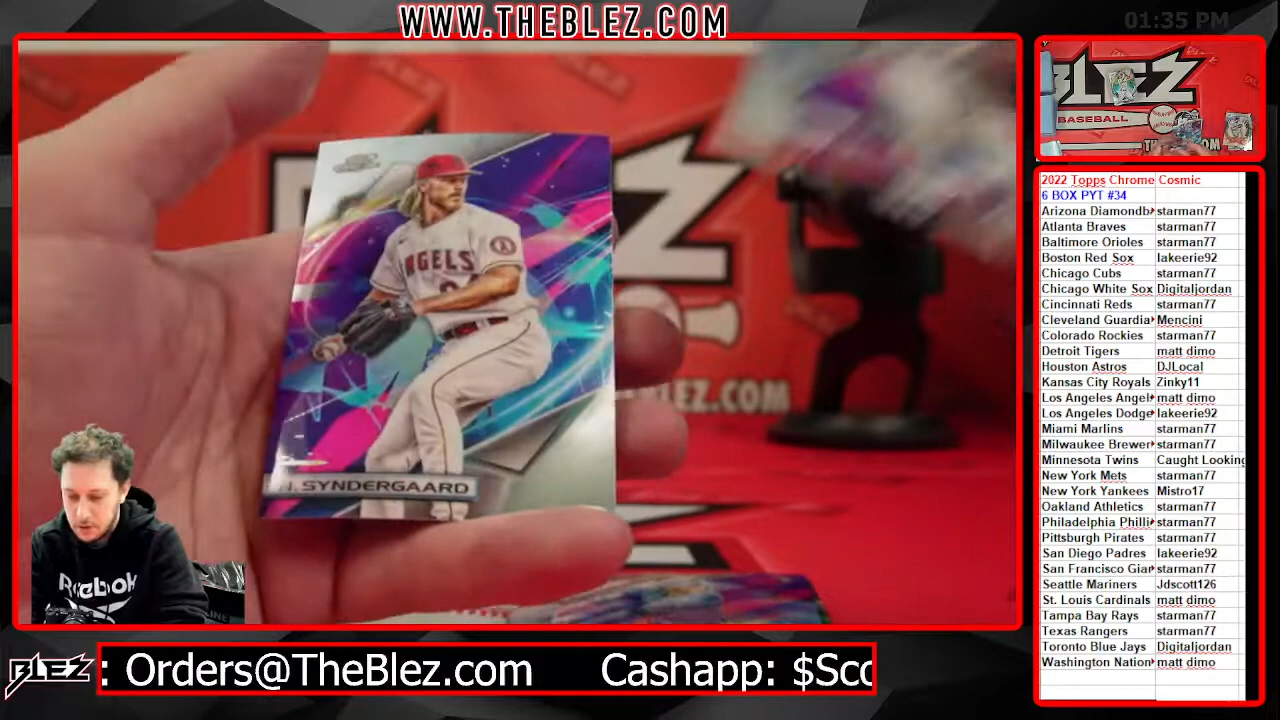 WWW.THEBLEZ.COM
01:35 PM
ANGELS
N. SYNDERGAARD
Reebok
BLEZ
BASEBALL
2022 Topps Chrome Cosmic
6 BOX PYT #34
Arizona Diamondb starman77
Atlanta Braves starman77
Baltimore Orioles starman77
Boston Red Sox lakeerie92
Chicago Cubs starman77
Chicago White Sox Digitaljordan
Cincinnati Reds starman77
Cleveland Guardia Mencini
Colorado Rockies starman77
Detroit Tigers matt dimo
Houston Astros DJLocal
Kansas City Royals Zinky11
Los Angeles Angel matt dimo
Los Angeles Dodge lakeerie92
Miami Marlins starman77
Milwaukee Brewer starman77
Minnesota Twins Caught Looking
New York Mets starman77
New York Yankees Mistro17
Oakland Athletics starman77
Philadelphia Philli starman77
Pittsburgh Pirates starman77
San Diego Padres lakeerie92
San Francisco Gian starman77
Seattle Mariners Jdscott126
St. Louis Cardinals matt dimo
Tampa Bay Rays starman77
Texas Rangers starman77
Toronto Blue Jays Digitaljordan
Washington Nation matt dimo
BLEZ : Orders@TheBlez.com Cashapp: $Sco